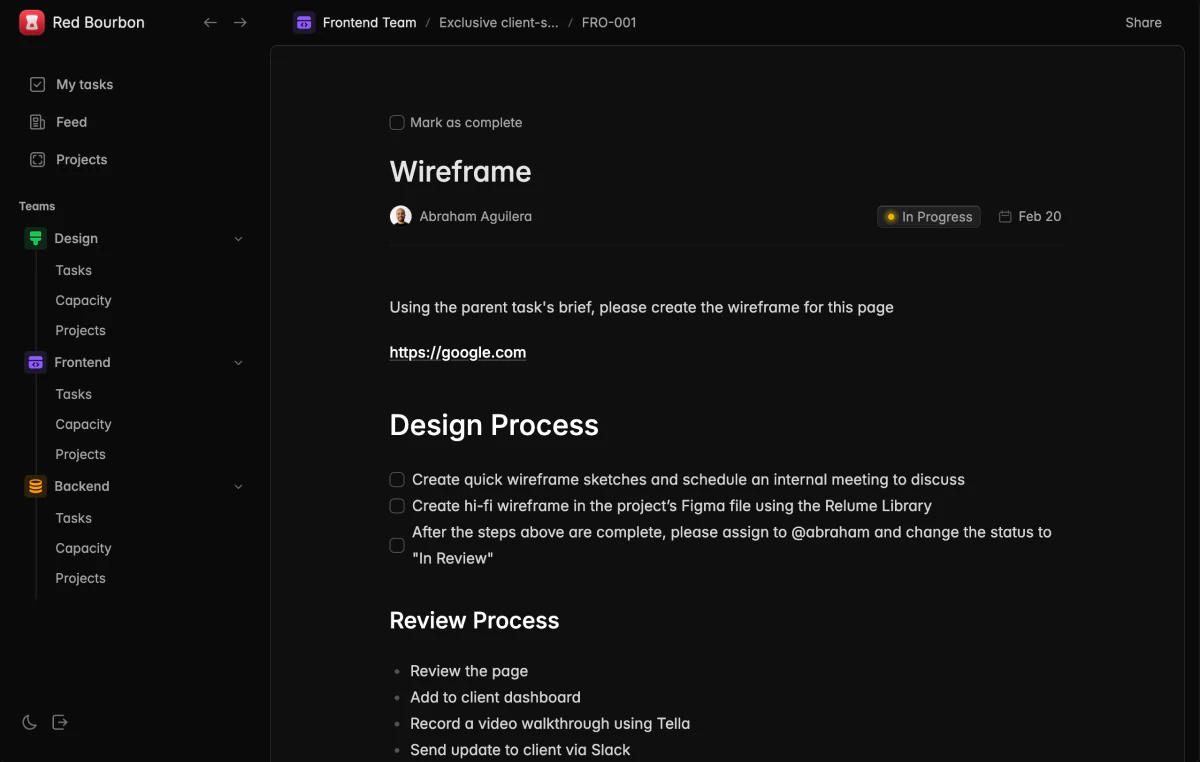 Red Bourbon
My tasks
Feed
Projects
Teams
Design
Tasks
Capacity
Projects
Frontend
Tasks
Capacity
Projects
Backend
Tasks
Capacity
Projects
Frontend Team / Exclusive client-s... / FRO-001
Share
Mark as complete
Wireframe
Abraham Aguilera
In Progress
Feb 20
Using the parent task's brief, please create the wireframe for this page
https://google.com
Design Process
Create quick wireframe sketches and schedule an internal meeting to discuss
Create hi-fi wireframe in the project’s Figma file using the Relume Library
After the steps above are complete, please assign to @abraham and change the status to
"In Review"
Review Process
Review the page
Add to client dashboard
Record a video walkthrough using Tella
Send update to client via Slack